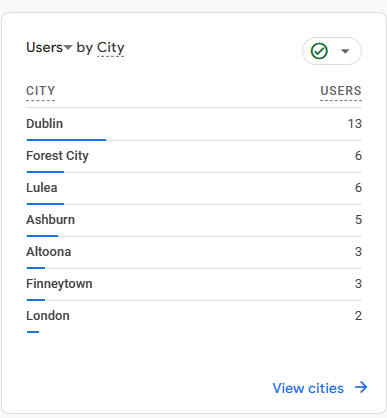 Users by City
CITY USERS
Dublin 13
Forest City 6
Lulea 6
Ashburn 5
Altoona 3
Finneytown 3
London 2
View cities